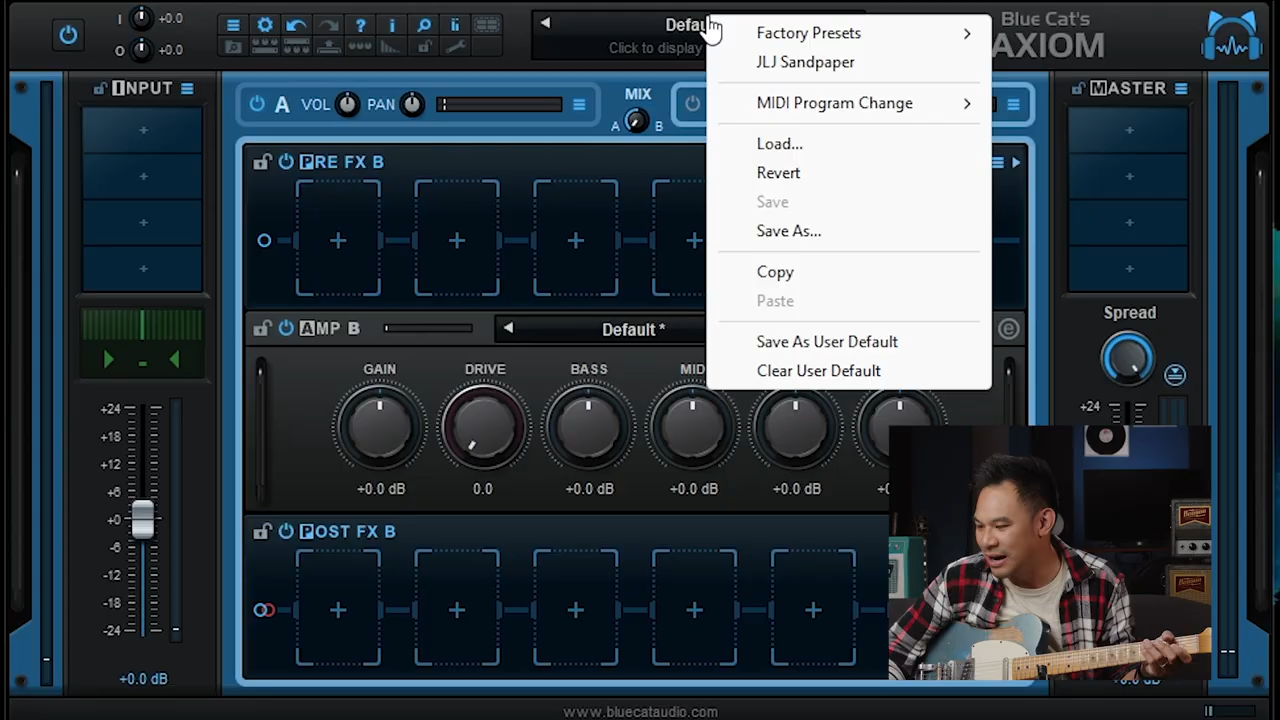 I +0.0
O +0.0
Defau
Click to display
Blue Cat's
AXIOM
Factory Presets
JLJ Sandpaper
MIDI Program Change
Load...
Revert
Save
Save As...
Copy
Paste
Save As User Default
Clear User Default
INPUT
A VOL PAN
MIX
A B
MASTER
PRE FX B
AMP B
Default *
e
GAIN DRIVE BASS MID
+0.0 dB 0.0 +0.0 dB +0.0 dB +0.0 dB +0
POST FX B
+24
+18
+12
+6
+0
-6
-12
-18
-24
+0.0 dB
Spread
+24
Benson
Benson
www.bluecataudio.com